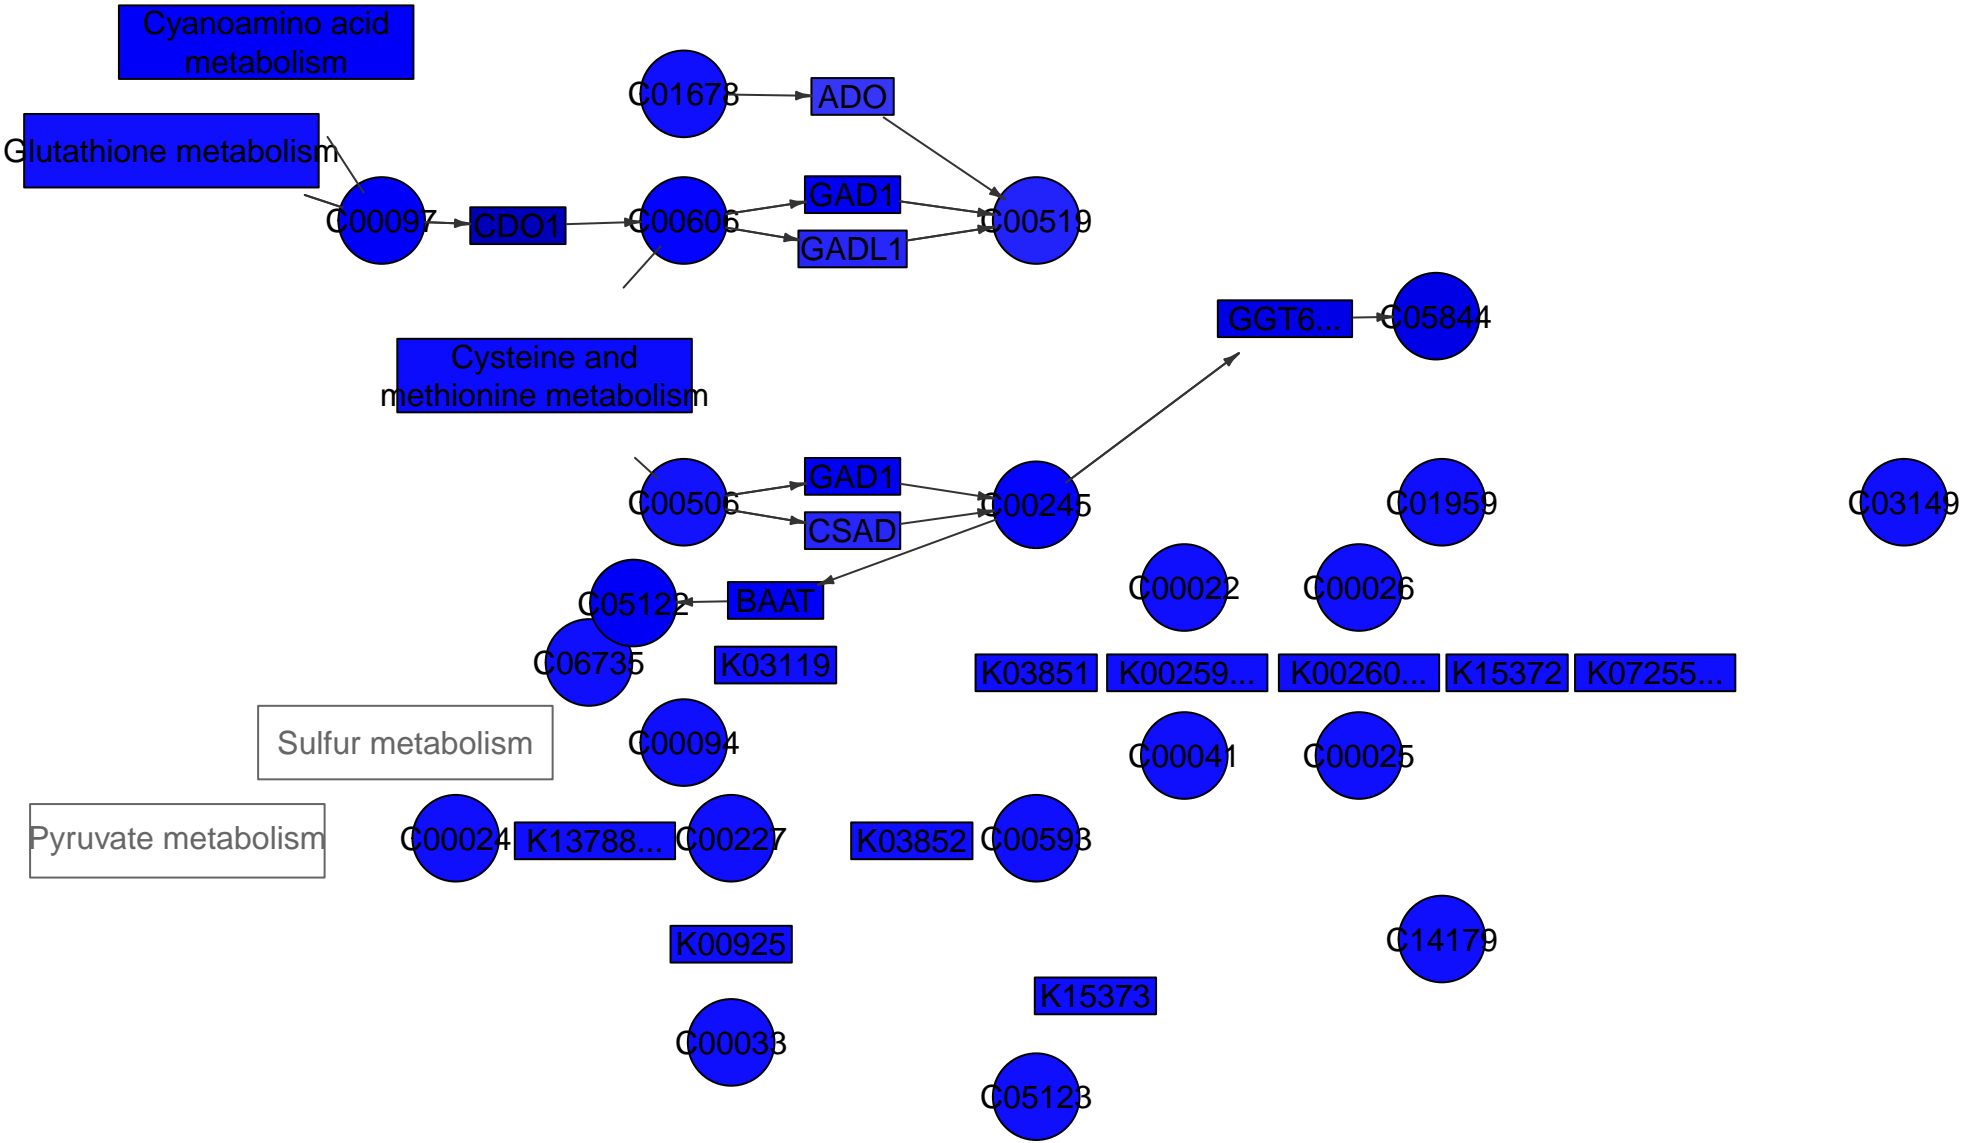 Cyanoamino acid
metabolism
C01678
ADO
Glutathione metabolism
C00097
CDO1
C00606
GAD1
GADL1
C00519
GGT6...
C05844
Cysteine and
methionine metabolism
C00506
GAD1
CSAD
C00245
C01959
C03149
C05122
BAAT
C00022
C00026
C06735
K03119
K03851
K00259...
K00260...
K15372
K07255...
Sulfur metabolism
C00094
C00041
C00025
Pyruvate metabolism
C00024
K13788...
C00227
K03852
C00593
K00925
C14179
K15373
C00033
C05123